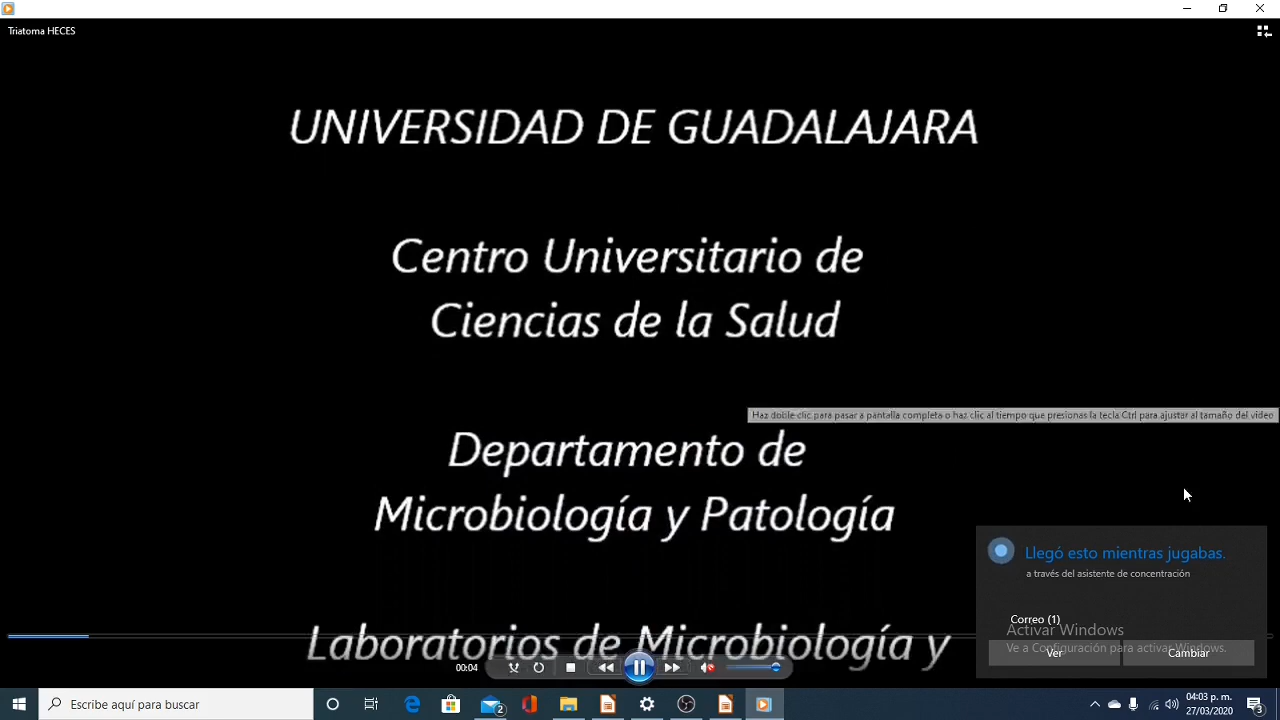 Triatoma HECES
UNIVERSIDAD DE GUADALAJARA
Centro Universitario de
Ciencias de la Salud
Haz doble clic para pasar a pantalla completa o haz clic al tiempo que presionas la tecla Ctrl para ajustar al tamaño del video
Departamento de
Microbiología y Patología
Llegó esto mientras jugabas.
a través del asistente de concentración
Correo (1)
Activar Windows
Ve a Configuración para activar Windows.
Ver
Cambiar
Laboratorios de Microbiología y
00:04
Escribe aquí para buscar
2
04:03 p. m.
27/03/2020
3